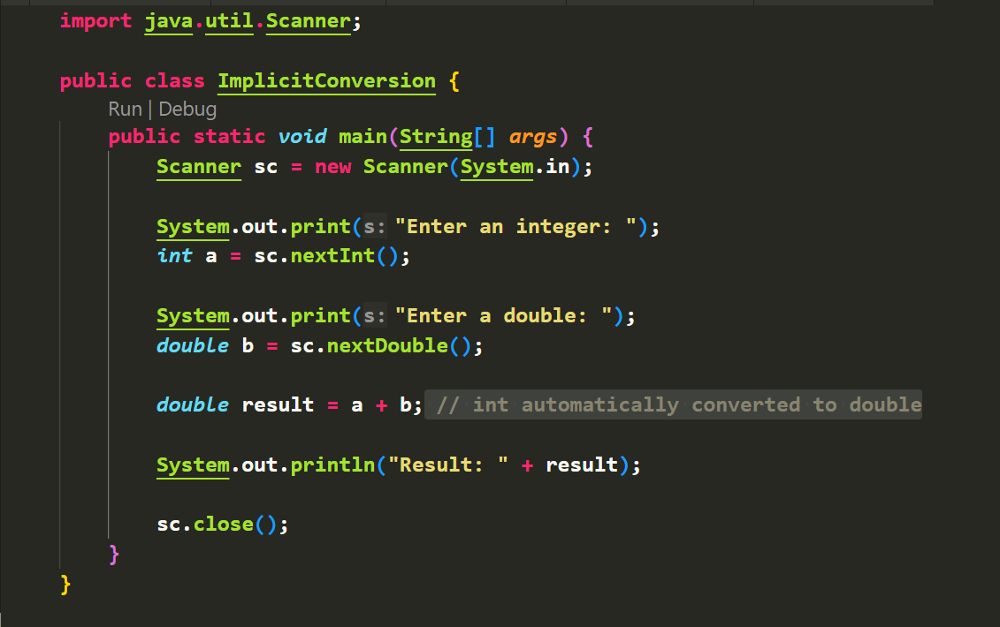 import java.util.Scanner;
public class ImplicitConversion {
Run | Debug
public static void main(String[] args) {
Scanner sc = new Scanner(System.in);
System.out.print(s: "Enter an integer: ");
int a = sc.nextInt();
System.out.print(s: "Enter a double: ");
double b = sc.nextDouble();
double result = a + b; // int automatically converted to double
System.out.println("Result: " + result);
sc.close();
}
}